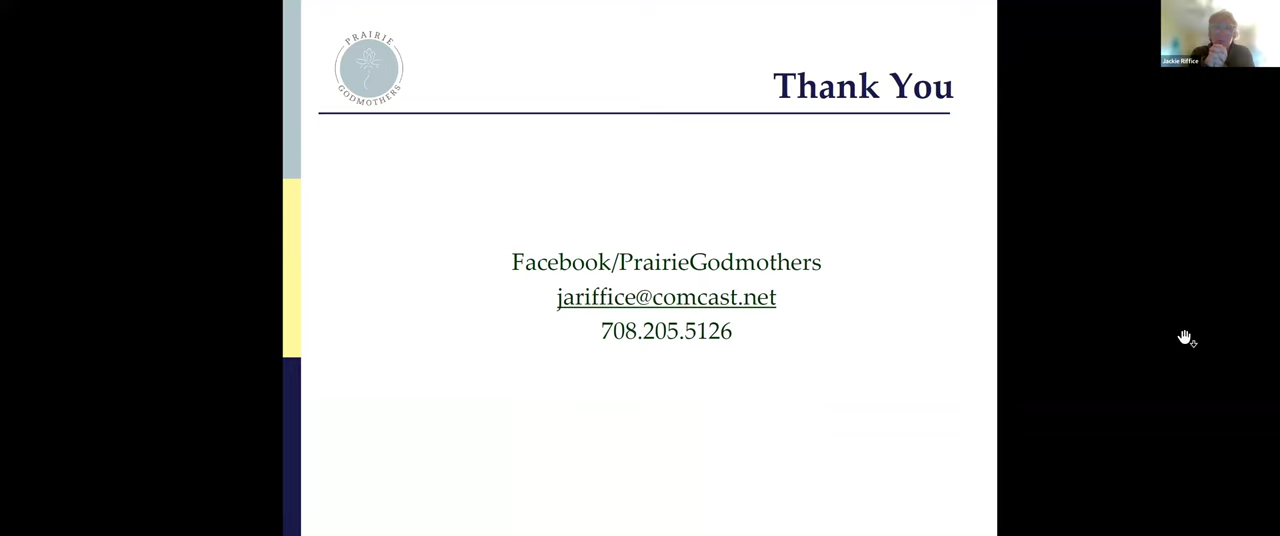 PRAIRIE
GODMOTHERS
Thank You
Jackie Riffice
Facebook/PrairieGodmothers
jariffice@comcast.net
708.205.5126